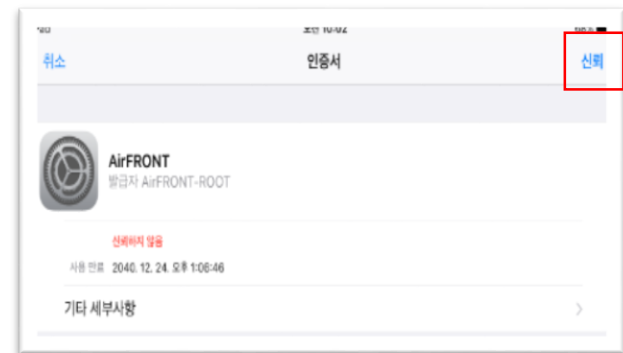 취소 인증서 신뢰
AirFRONT
발급자 AirFRONT-ROOT
신뢰하지 않음
사용 만료 2040. 12. 24. 오후 1:06:46
기타 세부사항